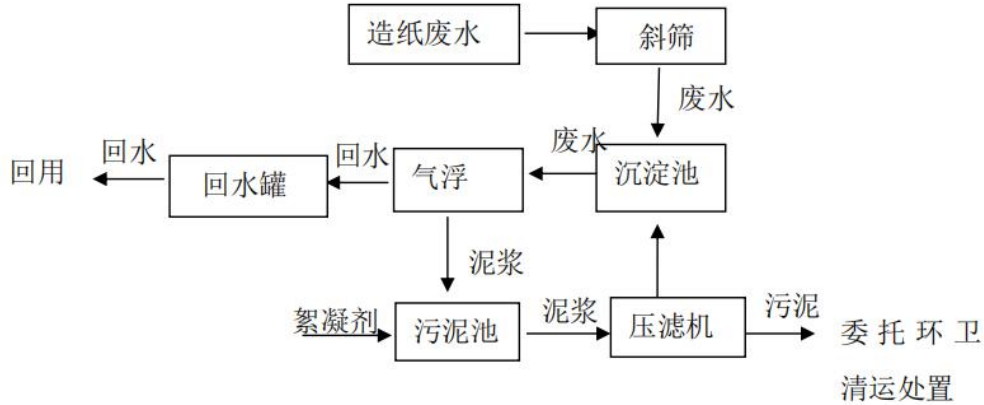 造纸废水
斜筛
废水
回用
回水
回水罐
回水
气浮
废水
沉淀池
泥浆
絮凝剂
污泥池
泥浆
压滤机
污泥
委托环卫
清运处置